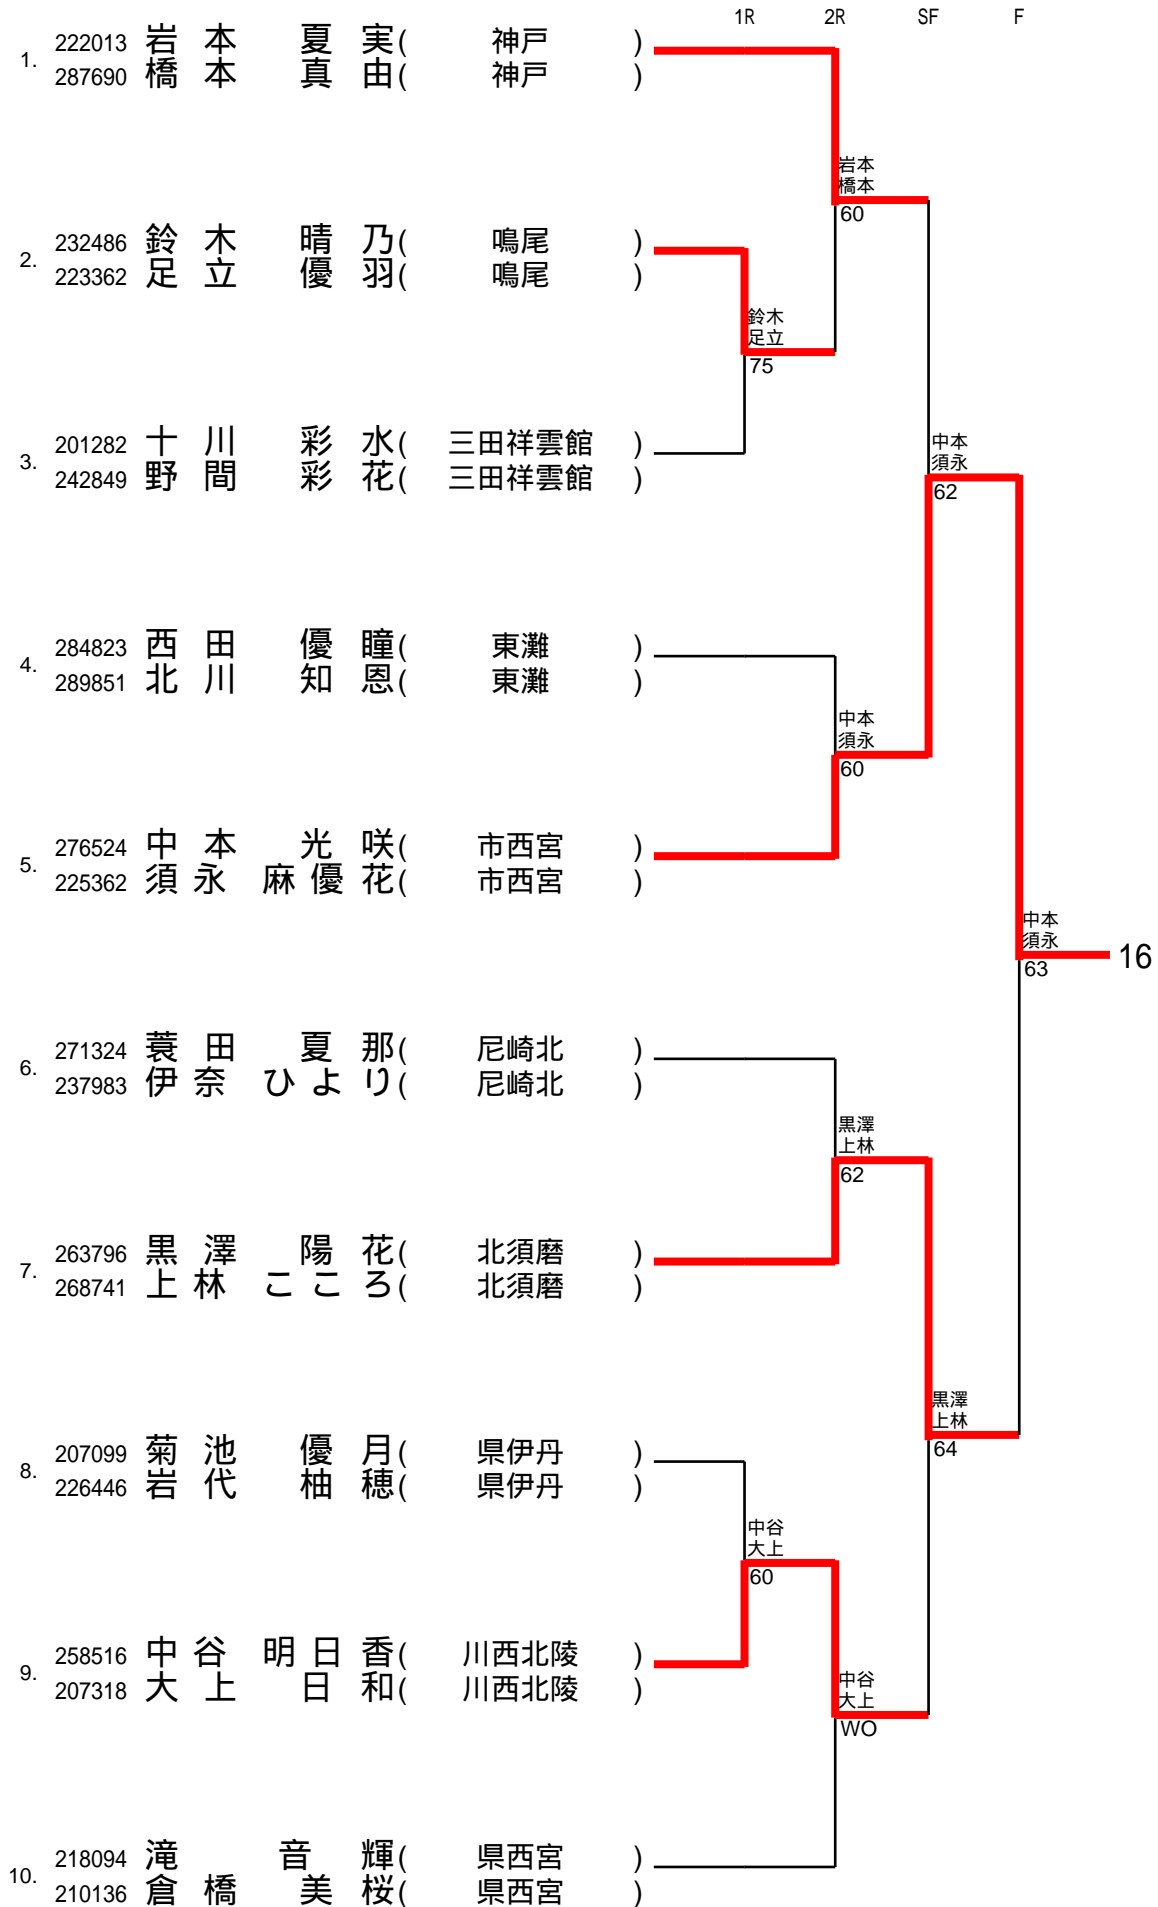 1R 2R SF F
1. 222013 岩本 夏実( 神戸 )
287690 橋本 真由( 神戸 )
岩本
橋本
60
2. 232486 鈴木 晴乃( 鳴尾 )
223362 足立 優羽( 鳴尾 )
鈴木
足立
75
3. 201282 十川 彩水( 三田祥雲館 )
242849 野間 彩花( 三田祥雲館 )
中本
須永
62
4. 284823 西田 優瞳( 東灘 )
289851 北川 知恩( 東灘 )
中本
須永
60
5. 276524 中本 光咲( 市西宮 )
225362 須永 麻優花( 市西宮 )
中本
須永
63
16
6. 271324 蓑田 夏那( 尼崎北 )
237983 伊奈 ひより( 尼崎北 )
黒澤
上林
62
7. 263796 黒澤 陽花( 北須磨 )
268741 上林 こころ( 北須磨 )
黒澤
上林
64
8. 207099 菊池 優月( 県伊丹 )
226446 岩代 柚穂( 県伊丹 )
中谷
大上
60
9. 258516 中谷 明日香( 川西北陵 )
207318 大上 日和( 川西北陵 )
中谷
大上
WO
10. 218094 滝 音輝( 県西宮 )
210136 倉橋 美桜( 県西宮 )